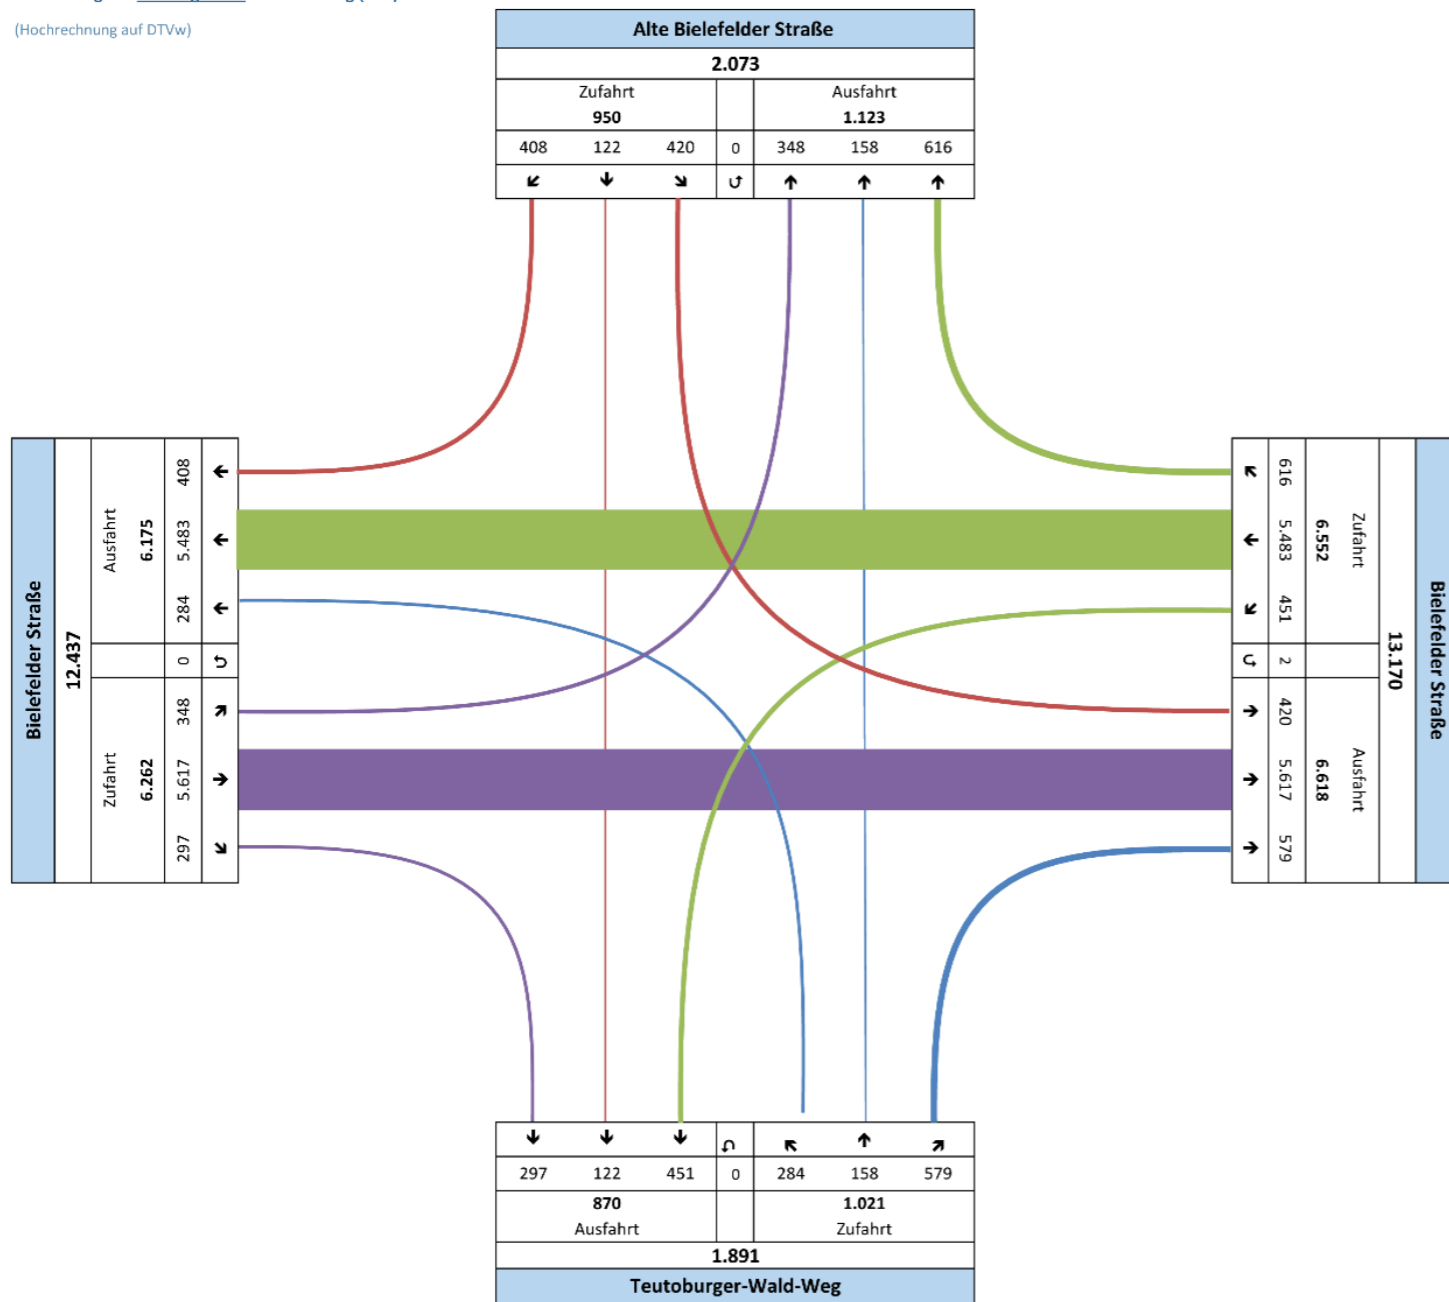 (Hochrechnung auf DTVw)
Alte Bielefelder Straße
2.073
Zufahrt Ausfahrt
950 1.123
408 122 420 0 348 158 616
↙ ↓ ↘ ↺ ↑ ↑ ↑
Bielefelder Straße
12.437
Ausfahrt
6.175
408 ←
5.483 ←
284 ←
0 ⮌
Zufahrt
6.262
348 ↗
5.617 →
297 ↘
↖ 616
← 5.483
↙ 451
Zufahrt
6.552
2
→ 420
→ 5.617
→ 579
Ausfahrt
6.618
13.170
Bielefelder Straße
↓ ↓ ↓ ↖ ↑ ↗
297 122 451 0 284 158 579
870 1.021
Ausfahrt Zufahrt
1.891
Teutoburger-Wald-Weg